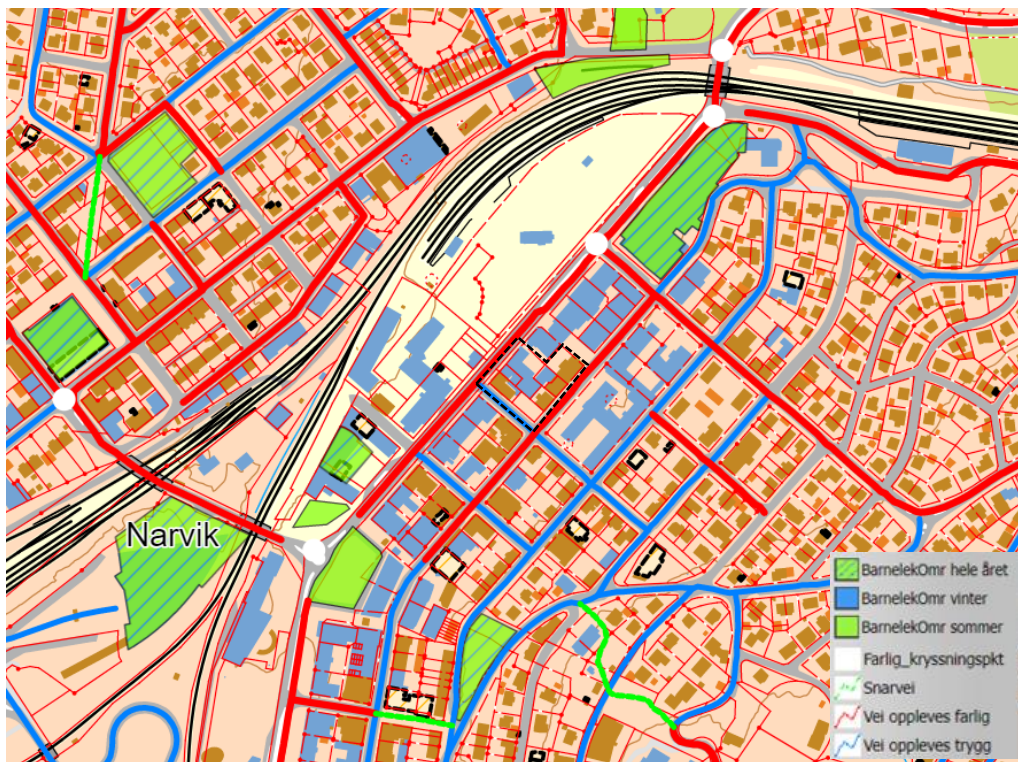 Narvik
BarnelekOmr hele året
BarnelekOmr vinter
BarnelekOmr sommer
Farlig_kryssningspkt
Snarvei
Vei oppleves farlig
Vei oppleves trygg